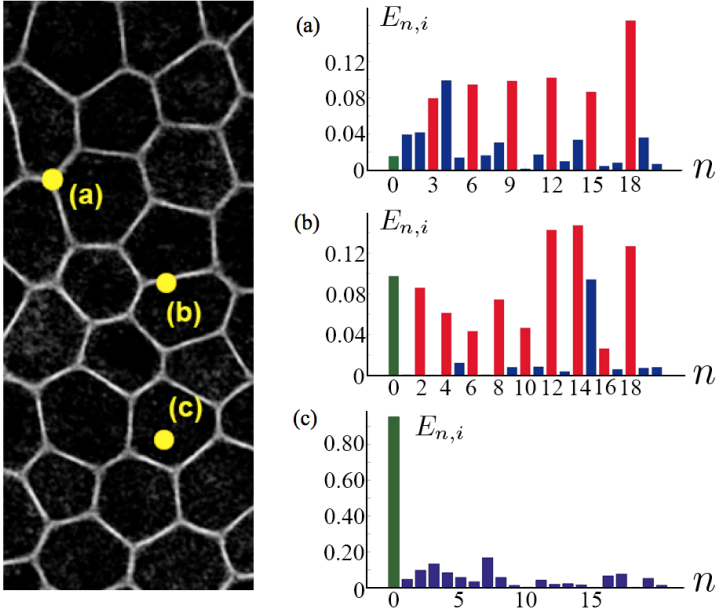 (a)
(b)
(c)
(a)
E_{n,i}
0.12
0.08
0.04
0
0 3 6 9 12 15 18
n
(b)
E_{n,i}
0.12
0.08
0.04
0
0 2 4 6 8 10 12 14 16 18
n
(c)
E_{n,i}
0.80
0.60
0.40
0.20
0
0 5 10 15
n